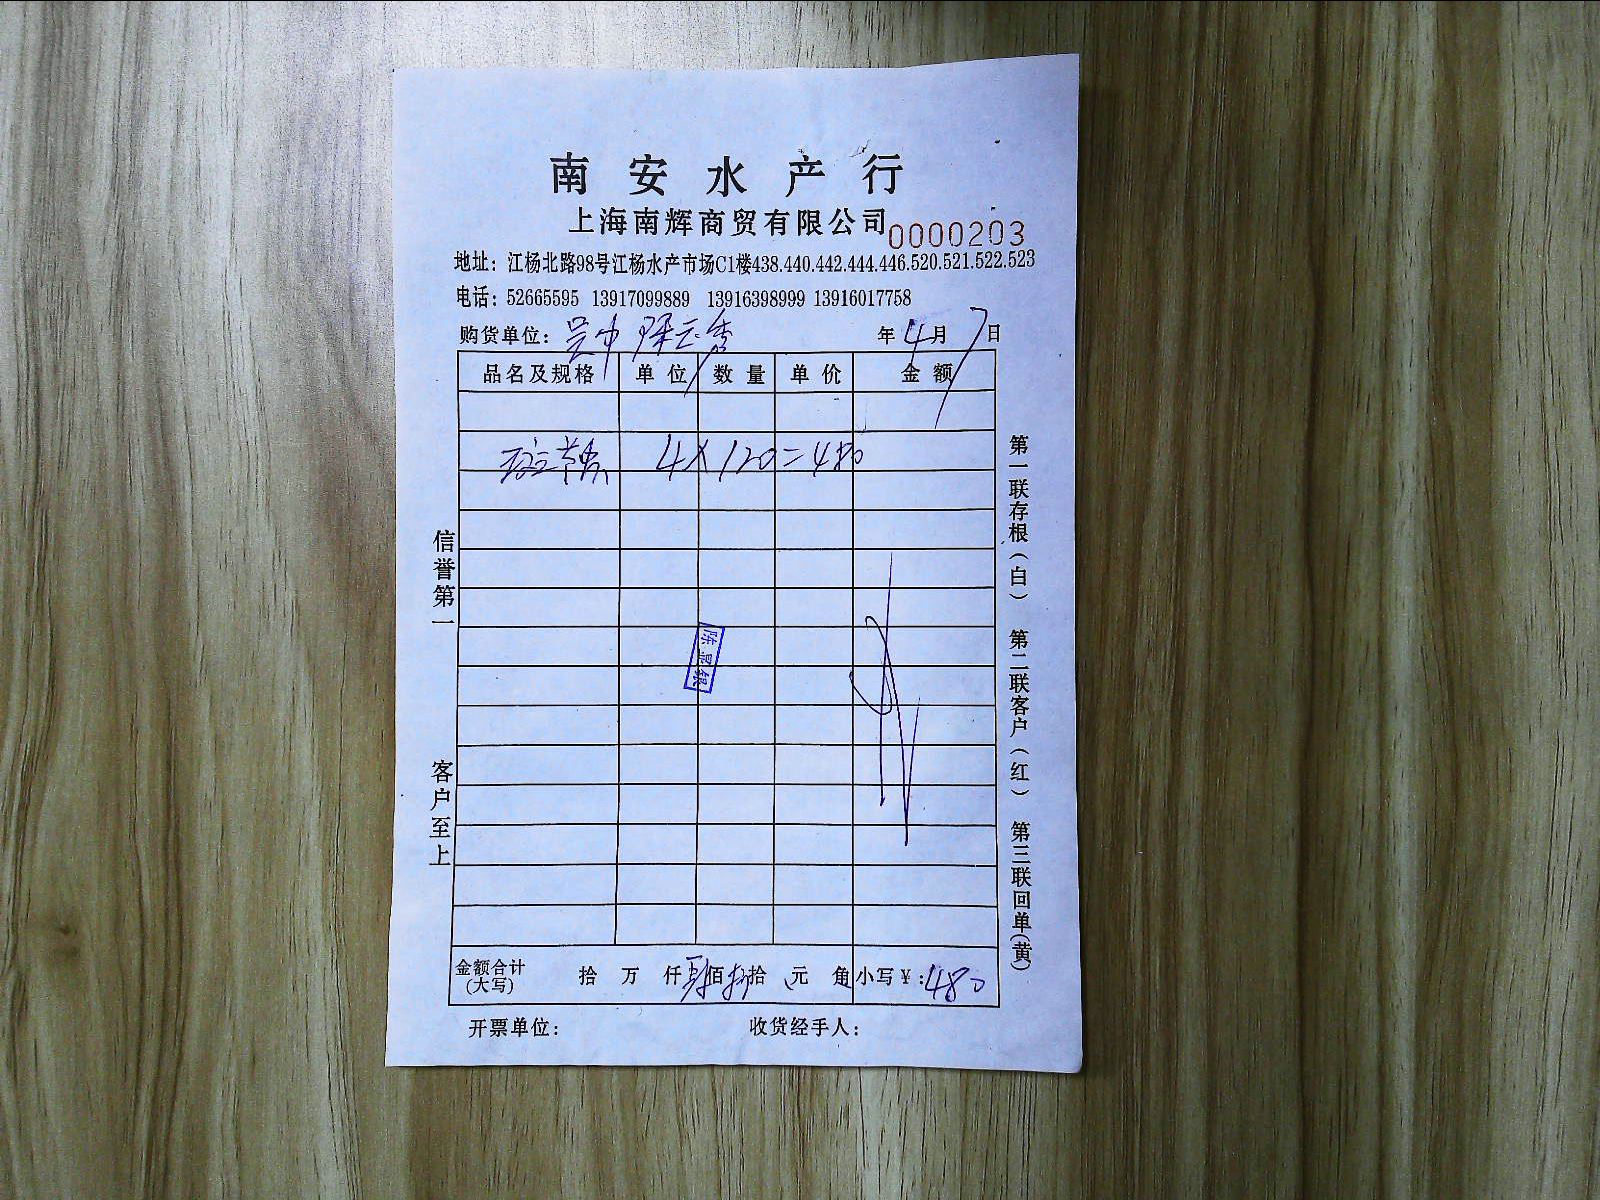 南安水产行
上海南辉商贸有限公司 0000203
地址：江杨北路98号江杨水产市场C1楼438.440.442.444.446.520.521.522.523
电话：52665595 13917099889 13916398999 13916017758
购货单位： 年4月7日
品名及规格 单位 数量 单价 金额
4×120=480
信誉第一
客户至上
第一联存根（白） 第二联客户（红） 第三联回单（黄）
金额合计 拾 万 仟 肆佰捌拾 元 角 小写￥：480
（大写）
开票单位： 收货经手人：